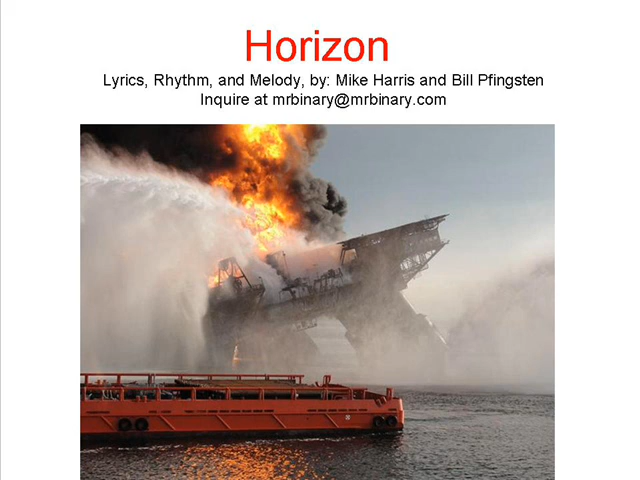 Horizon
Lyrics, Rhythm, and Melody, by: Mike Harris and Bill Pfingsten
Inquire at mrbinary@mrbinary.com